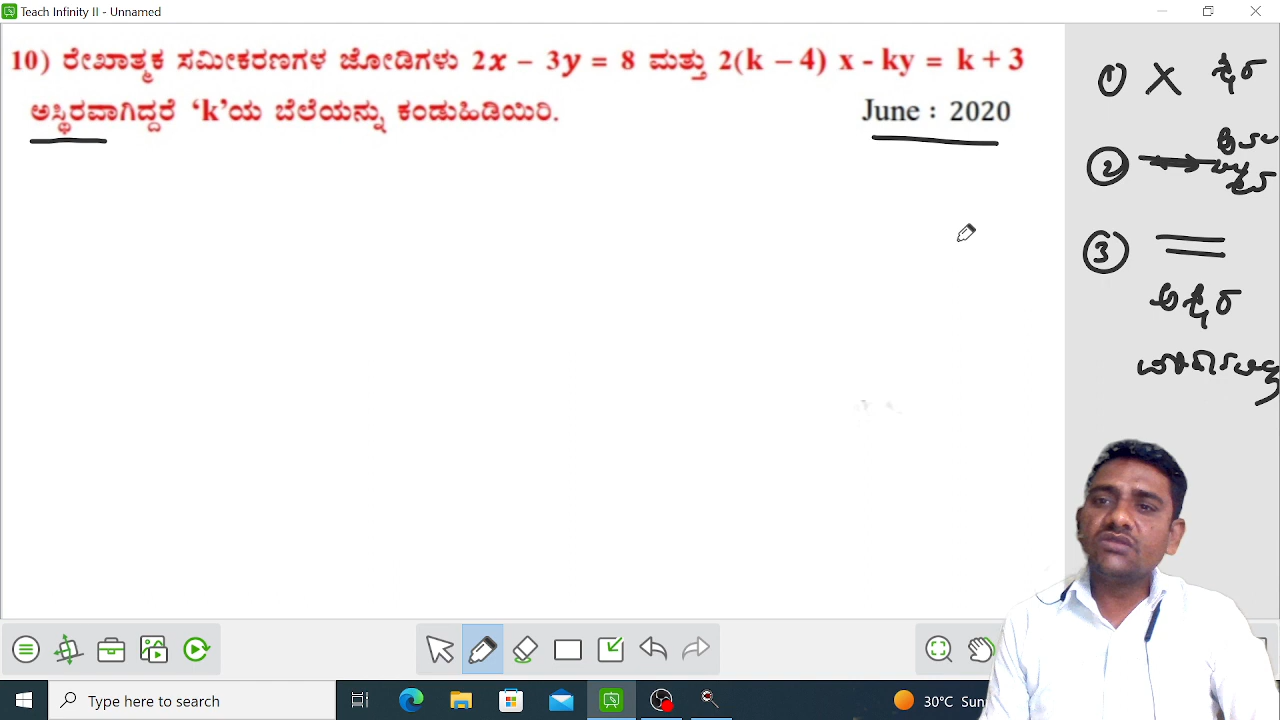 Teach Infinity II - Unnamed
10) ರೇಖಾತ್ಮಕ ಸಮೀಕರಣಗಳ ಜೋಡಿಗಳು 2x − 3y = 8 ಮತ್ತು 2(k − 4) x - ky = k + 3
ಅಸ್ಥಿರವಾಗಿದ್ದರೆ ‘k’ಯ ಬೆಲೆಯನ್ನು ಕಂಡುಹಿಡಿಯಿರಿ.
June : 2020
① ಸ್ಥಿರ
②
③
ಅಸ್ಥಿರ
Type here to search
30°C Sun